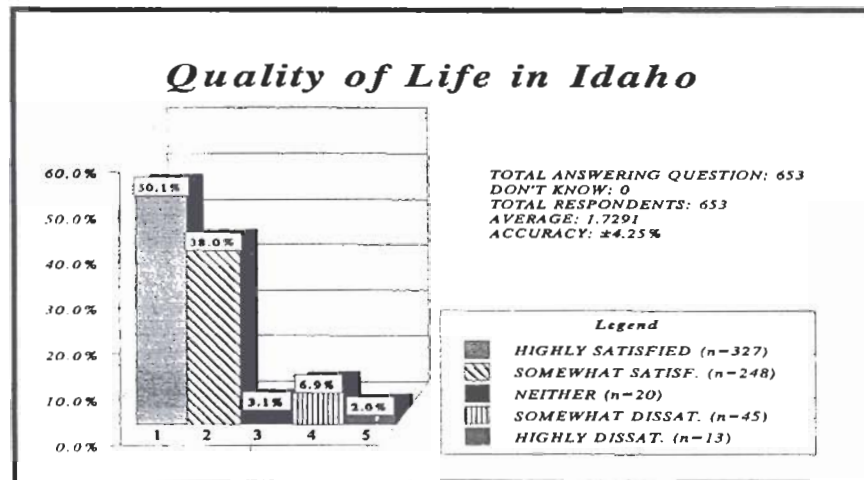 Quality of Life in Idaho
60.0%
50.0%
40.0%
30.0%
20.0%
10.0%
0.0%
50.1%
38.0%
3.1%
6.9%
2.0%
1 2 3 4 5
TOTAL ANSWERING QUESTION: 653
DON'T KNOW: 0
TOTAL RESPONDENTS: 653
AVERAGE: 1.7291
ACCURACY: ±4.25%
Legend
HIGHLY SATISFIED (n=327)
SOMEWHAT SATISF. (n=248)
NEITHER (n=20)
SOMEWHAT DISSAT. (n=45)
HIGHLY DISSAT. (n=13)